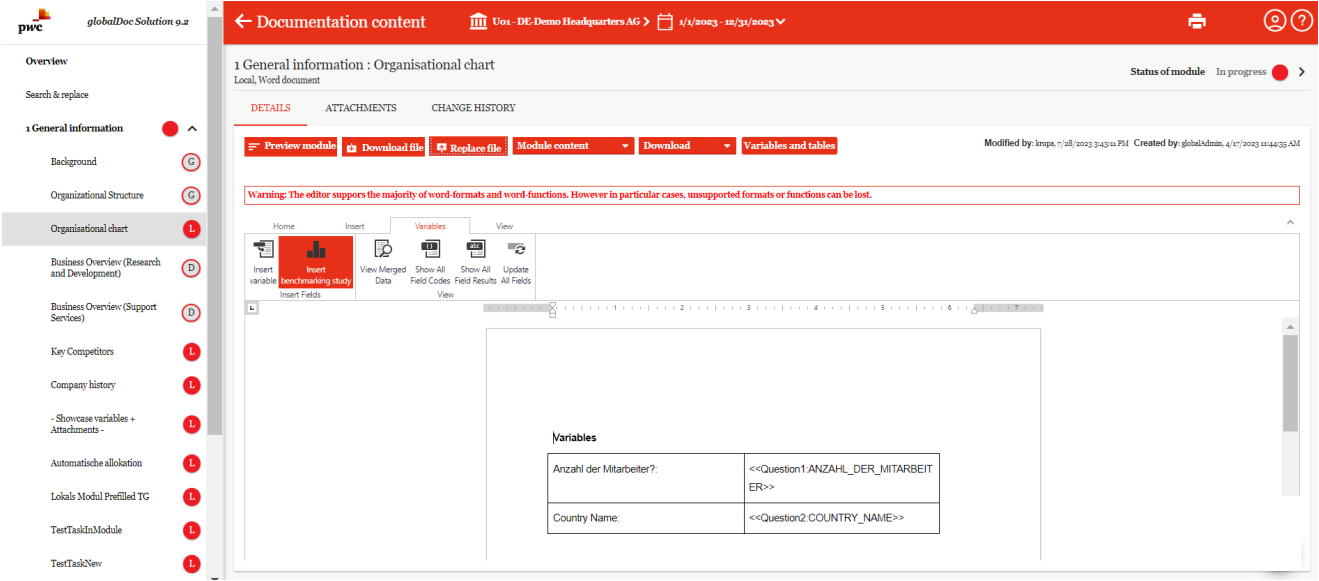 pwc
globalDoc Solution 9.2
Documentation content
U01 - DE-Demo Headquarters AG
1/1/2023 - 12/31/2023
?
Overview
Search & replace
1 General information
Background
G
Organizational Structure
G
Organisational chart
L
Business Overview (Research
and Development)
D
Business Overview (Support
Services)
D
Key Competitors
L
Company history
L
- Showcase variables +
Attachments -
L
Automatische allokation
L
Lokals Modul Prefilled TG
L
TestTaskInModule
L
TestTaskNew
L
1 General information : Organisational chart
Local, Word document
Status of module In progress
DETAILS
ATTACHMENTS
CHANGE HISTORY
Preview module
Download file
Replace file
Module content
Download
Variables and tables
Modified by: krupa, 7/28/2023 3:43:11 PM Created by: globalAdmin, 4/17/2023 11:44:35 AM
Warning: The editor suppors the majority of word-formats and word-functions. However in particular cases, unsupported formats or functions can be lost.
Home
Insert
Variables
View
Insert
variable
Insert
benchmarking study
View Merged
Data
Show All
Field Codes
abc
Show All
Field Results
Update
All Fields
Insert Fields
View
L
1 2 3 4 5 6 7
Variables
Anzahl der Mitarbeiter?:
<<Question1:ANZAHL_DER_MITARBEIT
ER>>
Country Name:
<<Question2:COUNTRY_NAME>>